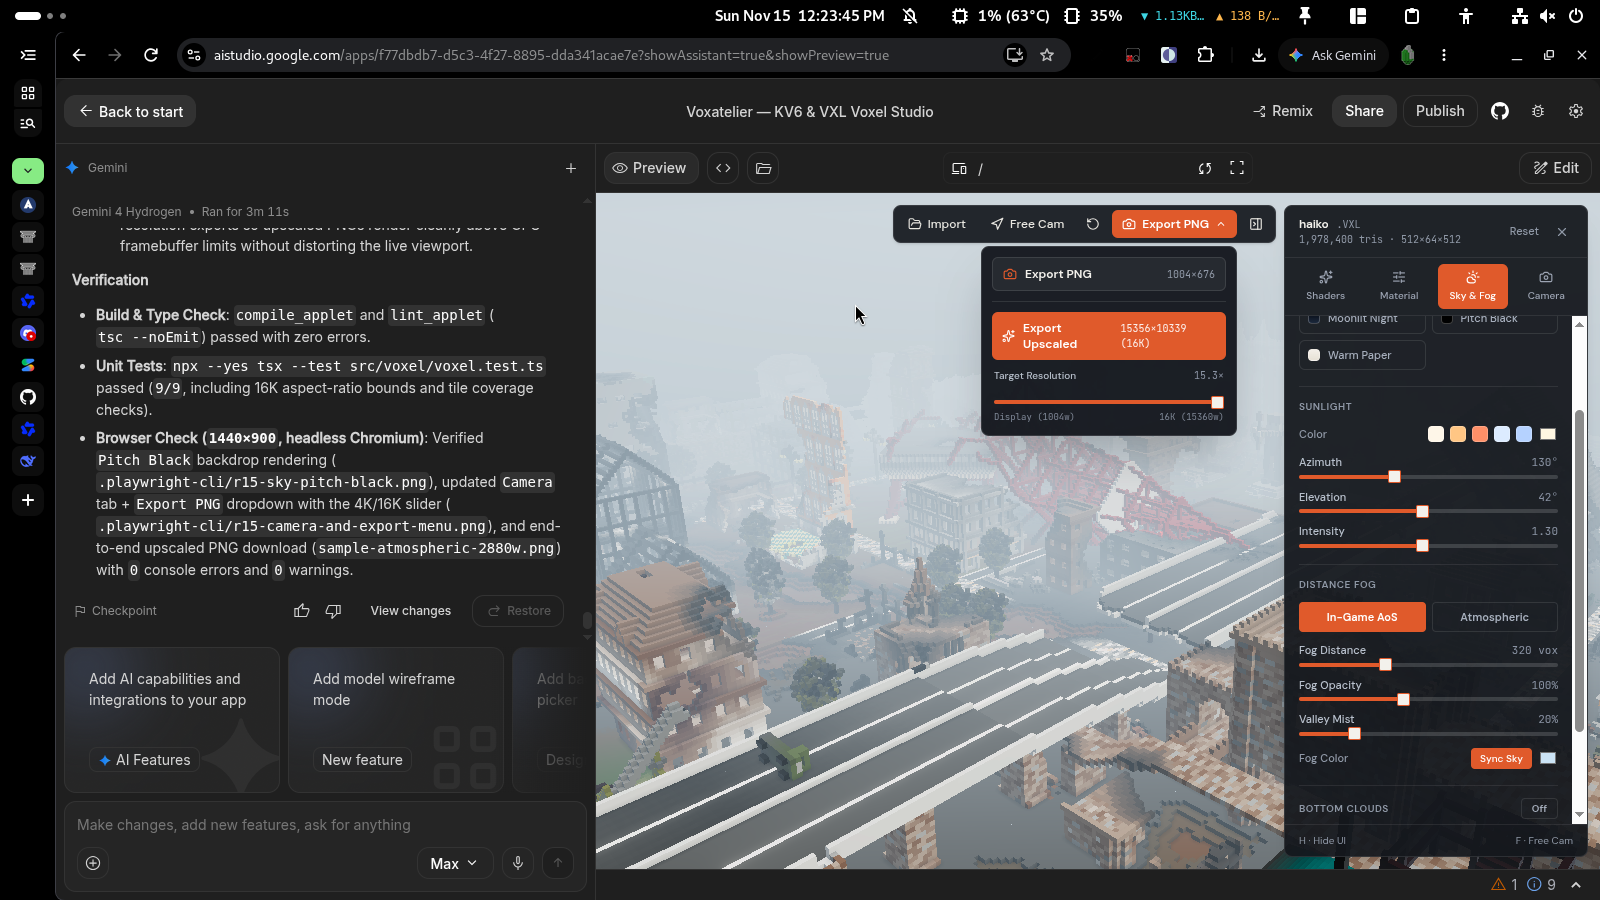 Sun Nov 15 12:23:45 PM
1% (63°C)
35%
▼ 1.13KB…
▲ 138 B/…
aistudio.google.com/apps/f77dbdb7-d5c3-4f27-8895-dda341acae7e?showAssistant=true&showPreview=true
Ask Gemini
Back to start
Voxatelier — KV6 & VXL Voxel Studio
Remix
Share
Publish
Gemini
Preview
/
Edit
Gemini 4 Hydrogen • Ran for 3m 11s
framebuffer limits without distorting the live viewport.
Verification
• Build & Type Check: compile_applet and lint_applet (
tsc --noEmit) passed with zero errors.
• Unit Tests: npx --yes tsx --test src/voxel/voxel.test.ts
passed (9/9, including 16K aspect-ratio bounds and tile coverage
checks).
• Browser Check (1440×900, headless Chromium): Verified
Pitch Black backdrop rendering (
.playwright-cli/r15-sky-pitch-black.png), updated Camera
tab + Export PNG dropdown with the 4K/16K slider (
.playwright-cli/r15-camera-and-export-menu.png), and end-
to-end upscaled PNG download (sample-atmospheric-2880w.png)
with 0 console errors and 0 warnings.
Checkpoint
View changes
Restore
Add AI capabilities and
integrations to your app
AI Features
Add model wireframe
mode
New feature
Add ba
picker
Desig
Make changes, add new features, ask for anything
Max
Import
Free Cam
Export PNG
Export PNG 1004×676
Export
Upscaled
15356×10339
(16K)
Target Resolution 15.3×
Display (1004w) 16K (15360w)
haiko .VXL
1,978,400 tris · 512×64×512
Reset
Shaders
Material
Sky & Fog
Camera
Moonlit Night
Pitch Black
Warm Paper
SUNLIGHT
Color
Azimuth 130°
Elevation 42°
Intensity 1.30
DISTANCE FOG
In-Game AoS
Atmospheric
Fog Distance 320 vox
Fog Opacity 100%
Valley Mist 20%
Fog Color
Sync Sky
BOTTOM CLOUDS
Off
H · Hide UI
F · Free Cam
1
9